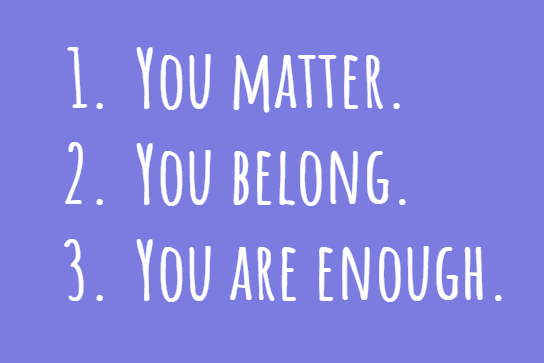 1. You matter.
2. You belong.
3. You are enough.